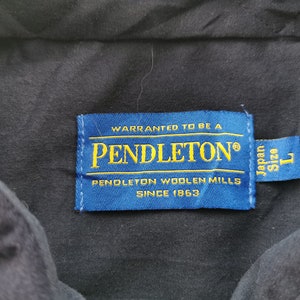 WARRANTED TO BE A
PENDLETON®
PENDLETON WOOLEN MILLS
SINCE 1863
Japan
Size
L